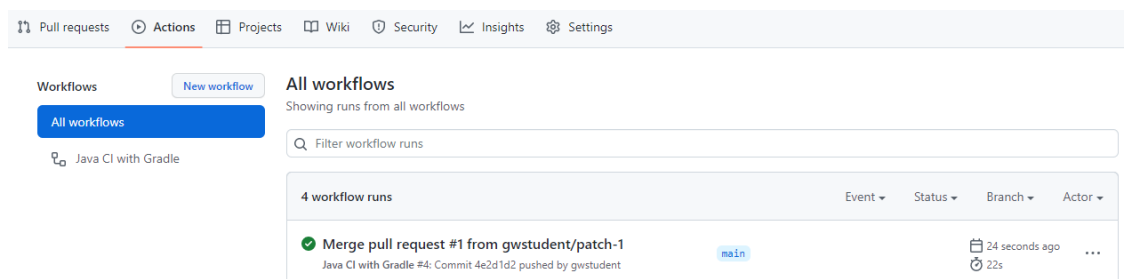 Pull requests Actions Projects Wiki Security Insights Settings
Workflows New workflow
All workflows
Java CI with Gradle
All workflows
Showing runs from all workflows
Filter workflow runs
4 workflow runs Event Status Branch Actor
Merge pull request #1 from gwstudent/patch-1
Java CI with Gradle #4: Commit 4e2d1d2 pushed by gwstudent
main
24 seconds ago
22s